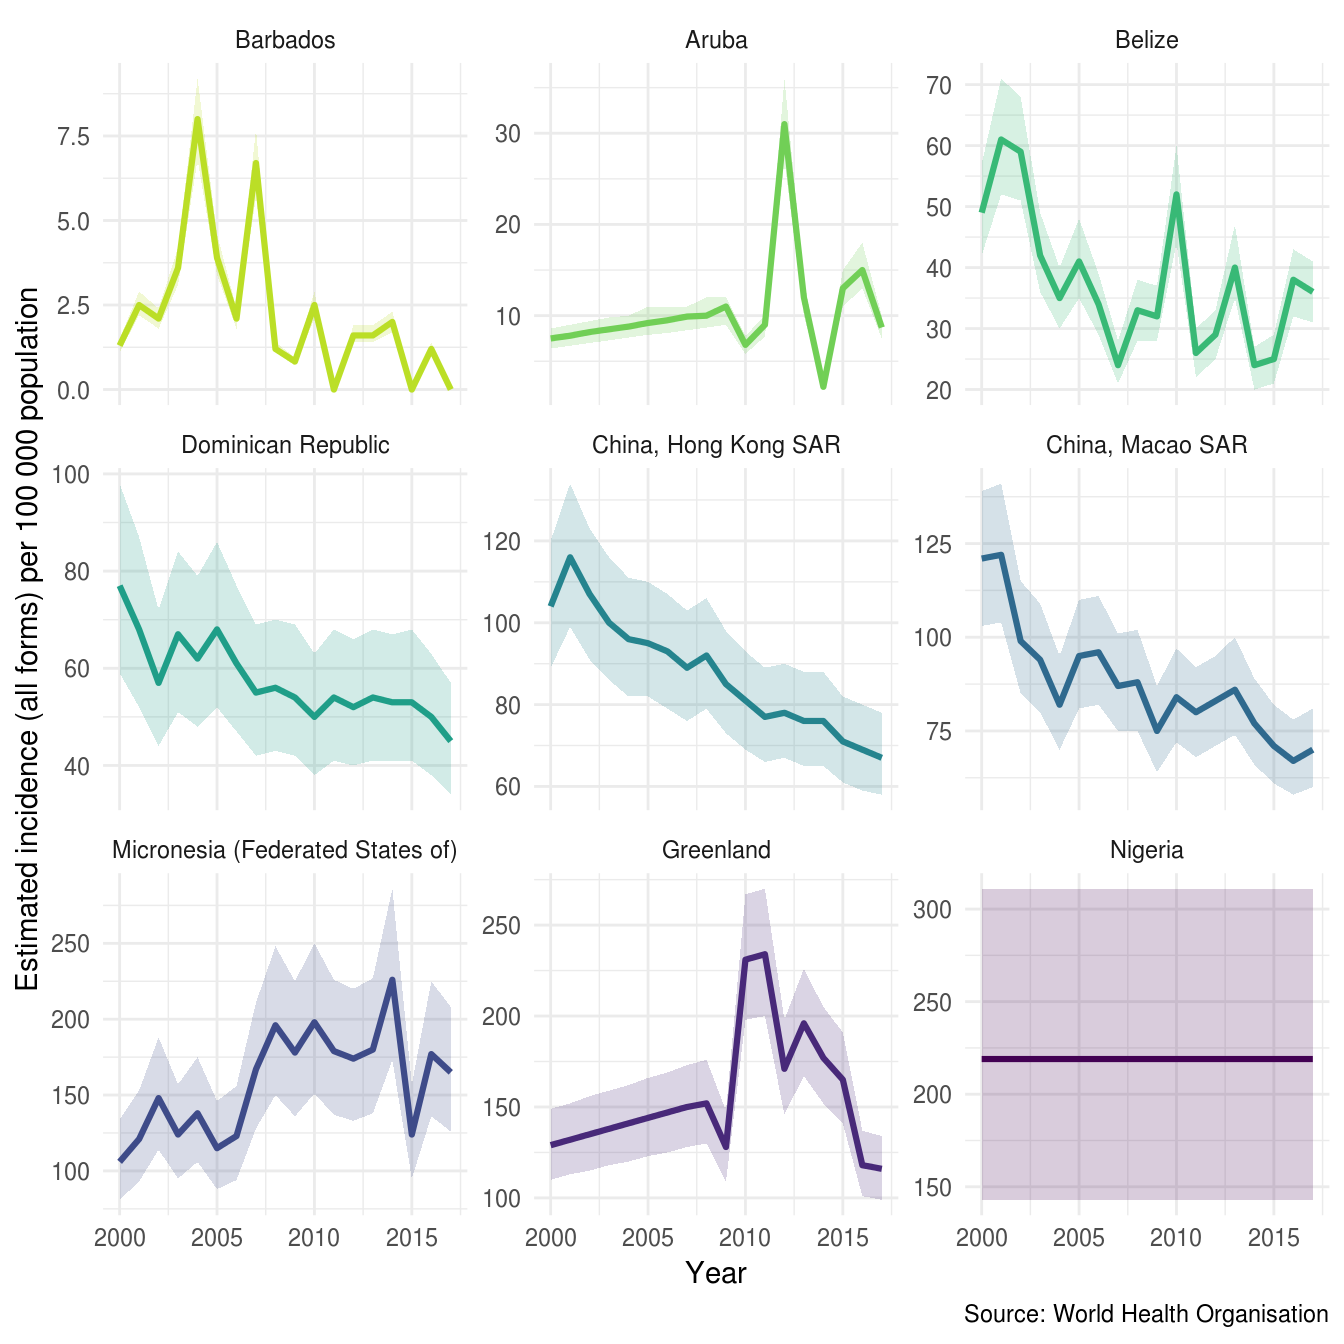 Barbados
Aruba
Belize
7.5
5.0
2.5
0.0
30
20
10
70
60
50
40
30
20
Dominican Republic
China, Hong Kong SAR
China, Macao SAR
100
80
60
40
120
100
80
60
125
100
75
Micronesia (Federated States of)
Greenland
Nigeria
250
200
150
100
250
200
150
100
300
250
200
150
2000 2005 2010 2015
2000 2005 2010 2015
2000 2005 2010 2015
Estimated incidence (all forms) per 100 000 population
Year
Source: World Health Organisation